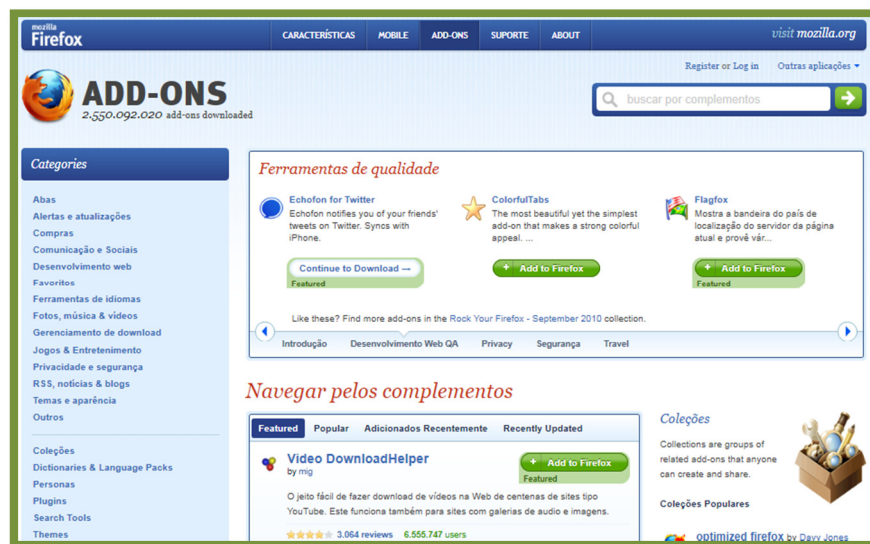 mozilla
Firefox
CARACTERÍSTICAS MOBILE ADD-ONS SUPORTE ABOUT
visit mozilla.org
Register or Log in Outras aplicações
ADD-ONS
2.550.092.020 add-ons downloaded
buscar por complementos
Categories
Abas
Alertas e atualizações
Compras
Comunicação e Sociais
Desenvolvimento web
Favoritos
Ferramentas de idiomas
Fotos, música & vídeos
Gerenciamento de download
Jogos & Entretenimento
Privacidade e segurança
RSS, notícias & blogs
Temas e aparência
Outros
Coleções
Dictionaries & Language Packs
Personas
Plugins
Search Tools
Themes
Ferramentas de qualidade
Echofon for Twitter
Echofon notifies you of your friends'
tweets on Twitter. Syncs with
iPhone.
Continue to Download →
Featured
ColorfulTabs
The most beautiful yet the simplest
add-on that makes a strong colorful
appeal. ...
+ Add to Firefox
Flagfox
Mostra a bandeira do país de
localização do servidor da página
atual e provê vár...
+ Add to Firefox
Featured
Like these? Find more add-ons in the Rock Your Firefox - September 2010 collection.
Introdução Desenvolvimento Web QA Privacy Segurança Travel
Navegar pelos complementos
Featured Popular Adicionados Recentemente Recently Updated
Video DownloadHelper
by mig
+ Add to Firefox
Featured
O jeito fácil de fazer download de vídeos na Web de centenas de sites tipo
YouTube. Este funciona também para sites com galerias de audio e imagens.
3.064 reviews 6.555.747 users
Coleções
Collections are groups of
related add-ons that anyone
can create and share.
Coleções Populares
optimized firefox by Davy Jones